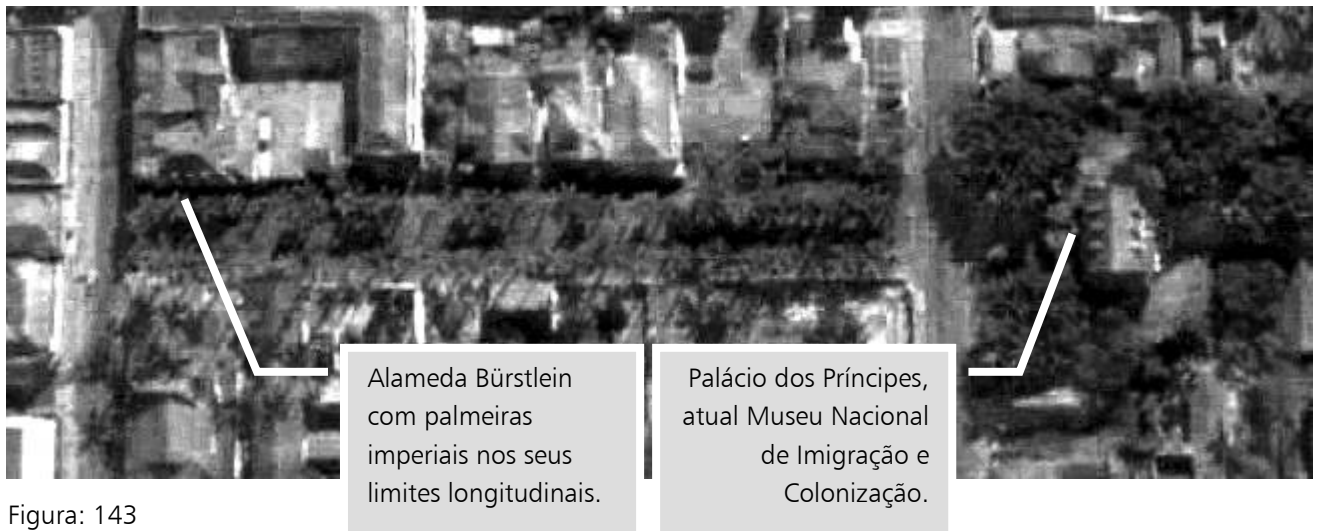 Alameda Bürstlein
com palmeiras
imperiais nos seus
limites longitudinais.
Palácio dos Príncipes,
atual Museu Nacional
de Imigração e
Colonização.
Figura: 143